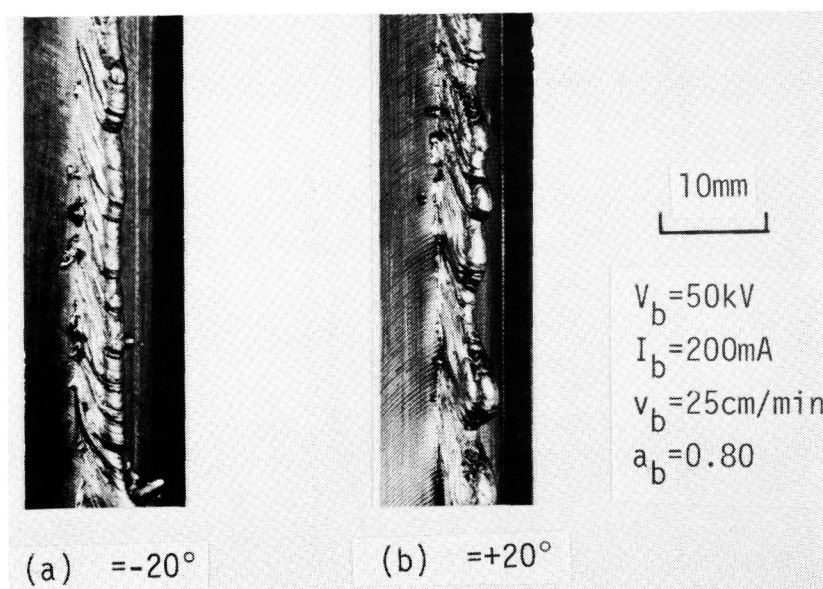 10mm
V_b=50kV
I_b=200mA
v_b=25cm/min
a_b=0.80
(a) =-20°
(b) =+20°